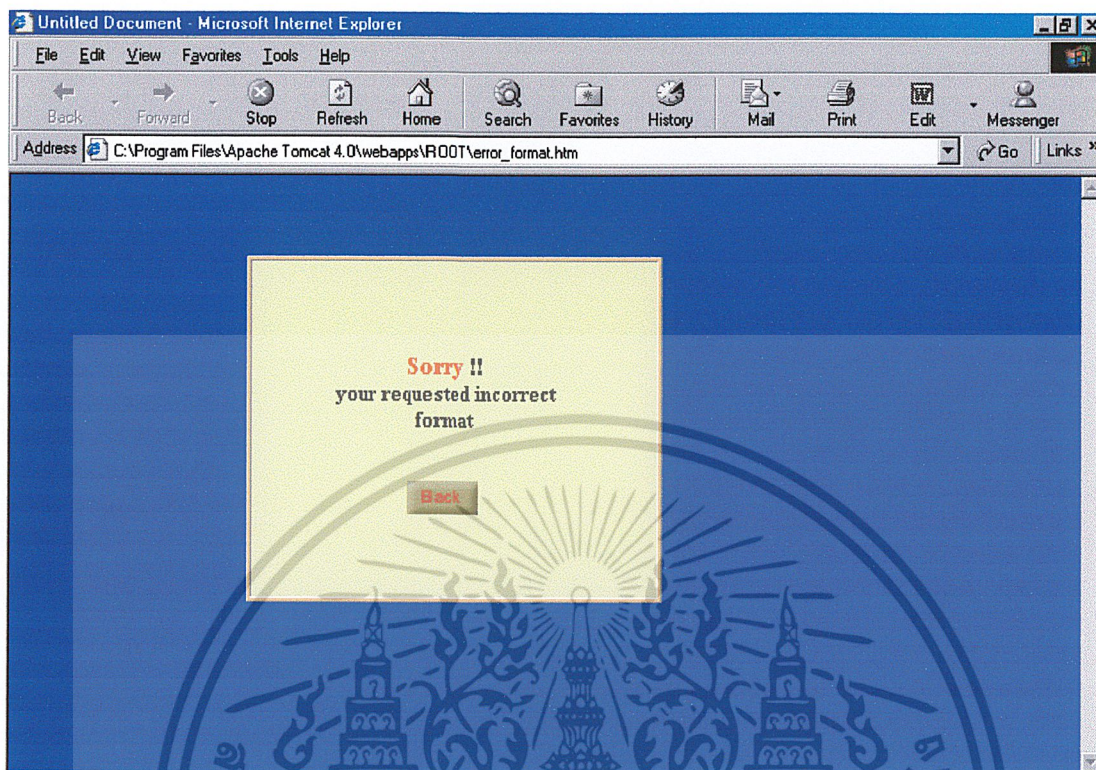 Untitled Document - Microsoft Internet Explorer
File Edit View Favorites Tools Help
Back Forward Stop Refresh Home Search Favorites History Mail Print Edit Messenger
Address C:\Program Files\Apache Tomcat 4.0\webapps\ROOT\error_format.htm Go Links »
Sorry !!
your requested incorrect
format
Back